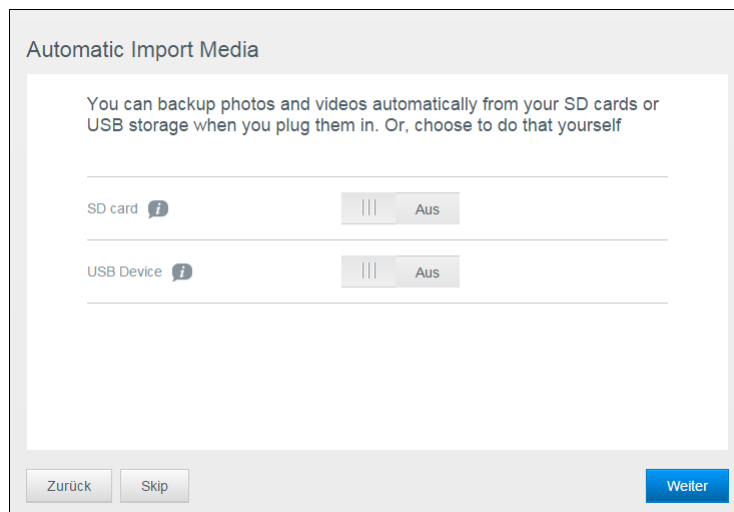 Automatic Import Media
You can backup photos and videos automatically from your SD cards or
USB storage when you plug them in. Or, choose to do that yourself
SD card i Aus
USB Device i Aus
Zurück Skip Weiter